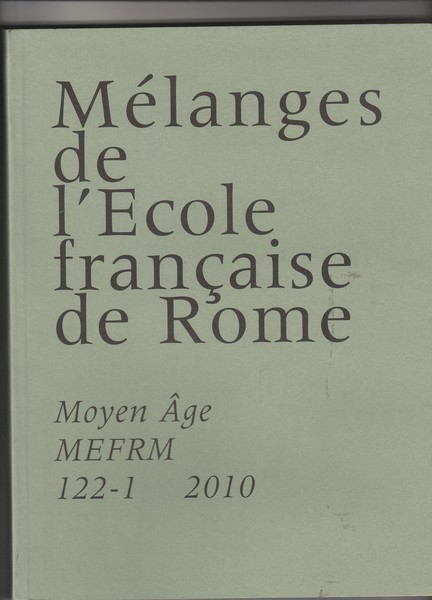 Mélanges
de
l'Ecole
française
de Rome
Moyen Âge
MEFRM
122-1 2010